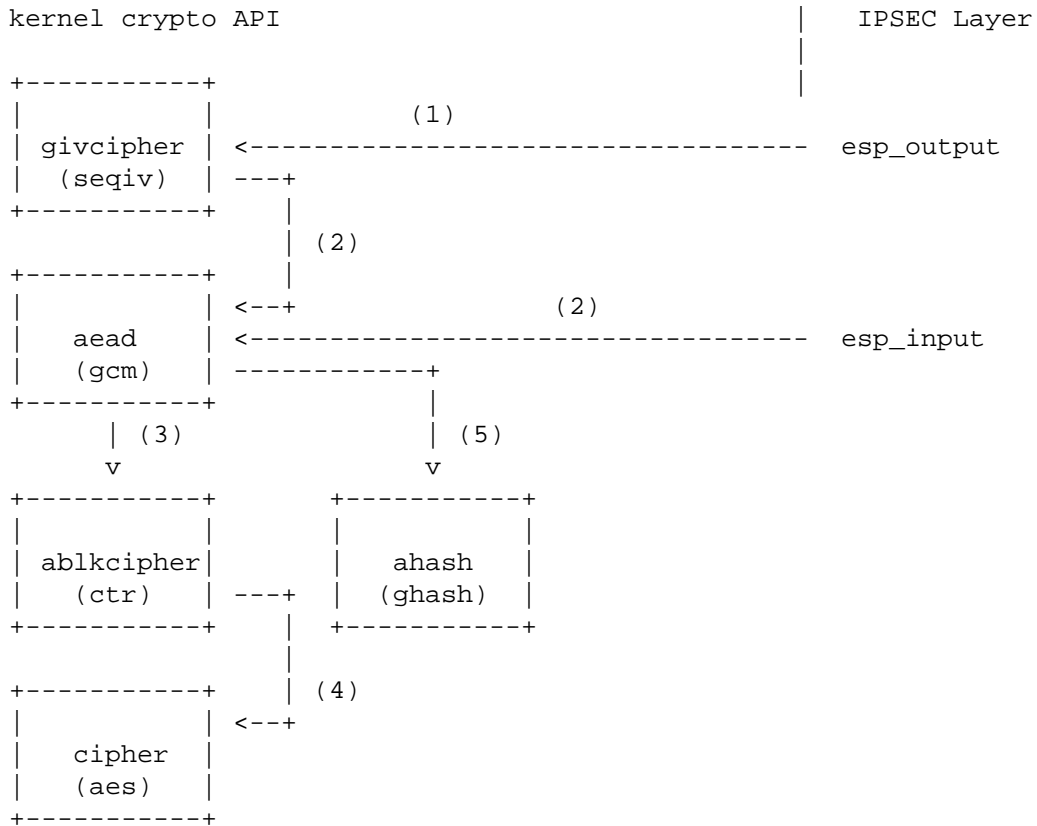 kernel crypto API | IPSEC Layer
|
+-----------+ |
| | (1)
| givcipher | <----------------------------------- esp_output
| (seqiv) | ---+
+-----------+ |
| (2)
+-----------+ |
| | <--+ (2)
| aead | <----------------------------------- esp_input
| (gcm) | ------------+
+-----------+ |
| (3) | (5)
v v
+-----------+ +-----------+
| | | |
| ablkcipher| | ahash |
| (ctr) | ---+ | (ghash) |
+-----------+ | +-----------+
|
+-----------+ | (4)
| | <--+
| cipher |
| (aes) |
+-----------+